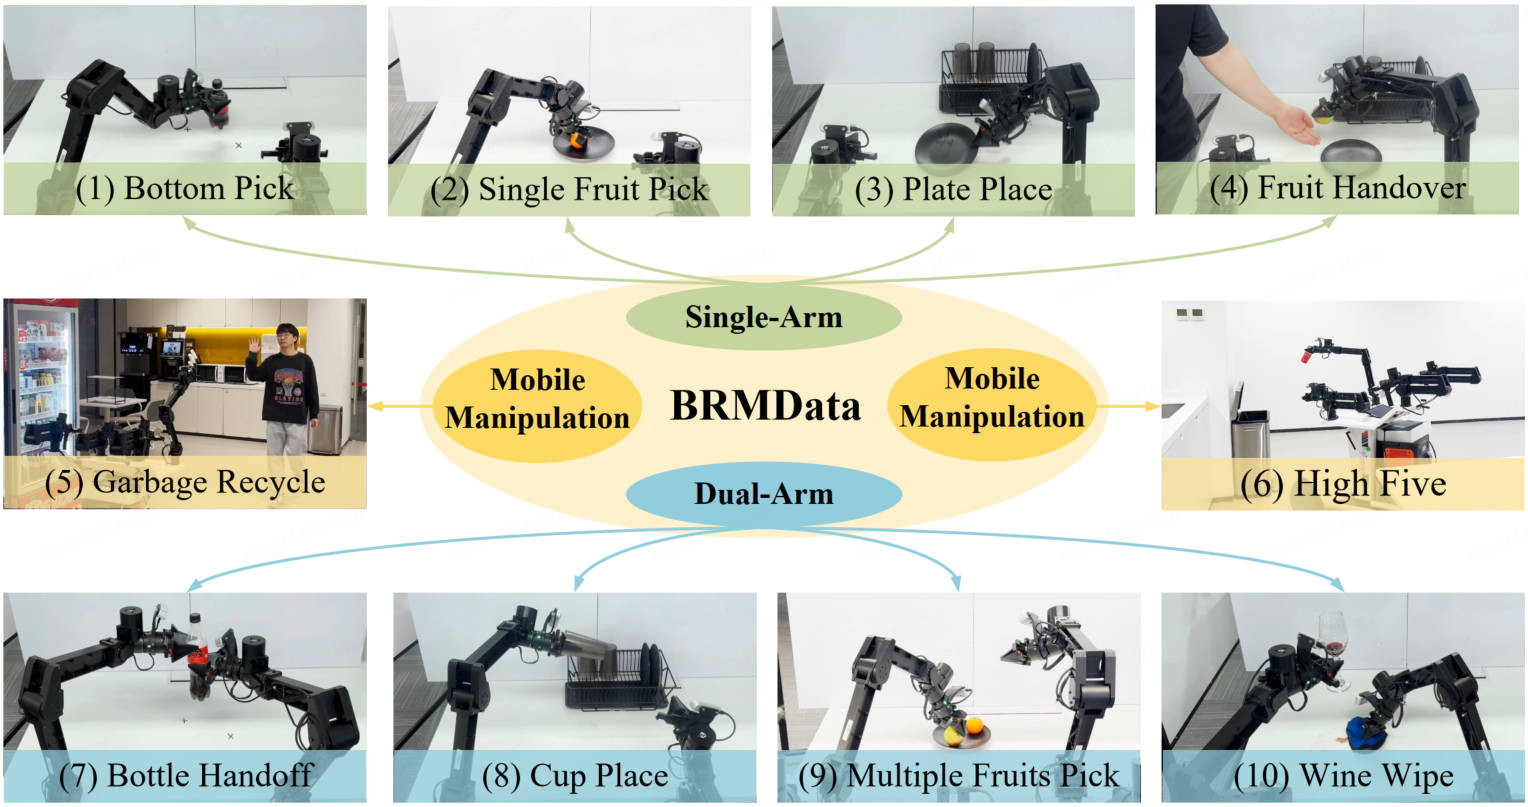 (1) Bottom Pick
(2) Single Fruit Pick
(3) Plate Place
(4) Fruit Handover
Single-Arm
Mobile
Manipulation
BRMData
Mobile
Manipulation
(5) Garbage Recycle
(6) High Five
Dual-Arm
(7) Bottle Handoff
(8) Cup Place
(9) Multiple Fruits Pick
(10) Wine Wipe